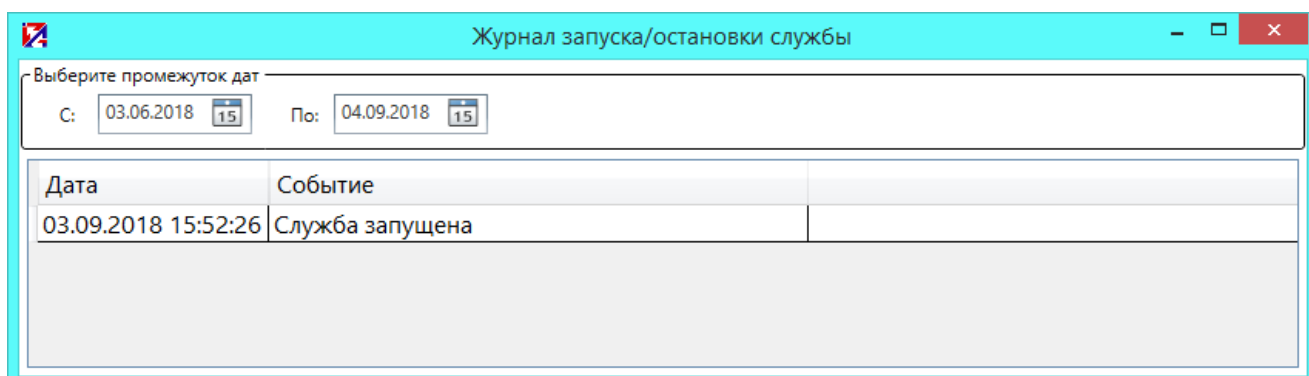 Журнал запуска/остановки службы
Выберите промежуток дат
С: 03.06.2018 15 По: 04.09.2018 15
Дата Событие
03.09.2018 15:52:26 Служба запущена